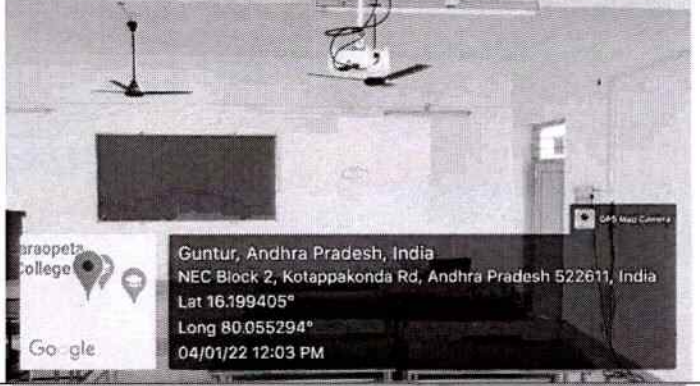 GPS Map Camera
araopeta
College
Google
Guntur, Andhra Pradesh, India
NEC Block 2, Kotappakonda Rd, Andhra Pradesh 522611, India
Lat 16.199405°
Long 80.055294°
04/01/22 12:03 PM